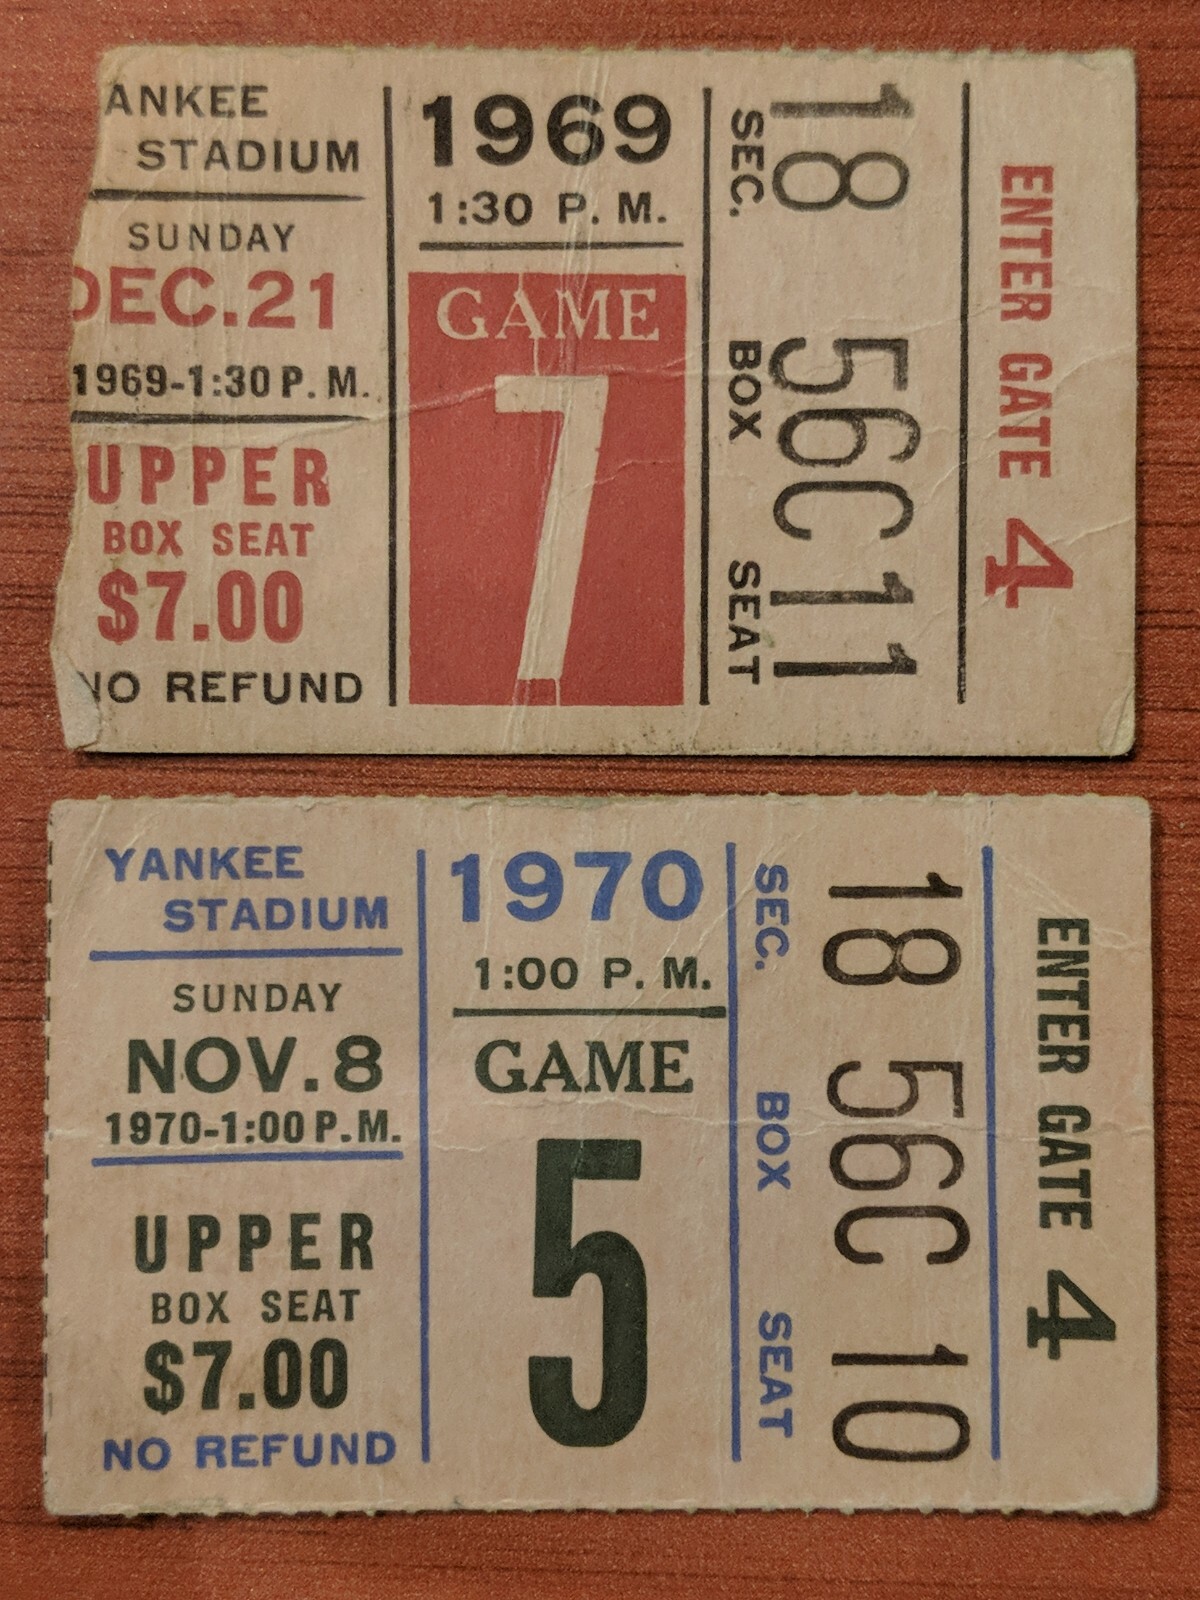 ANKEE
STADIUM
SUNDAY
DEC.21
1969-1:30 P. M.
UPPER
BOX SEAT
$7.00
NO REFUND
1969
1:30 P. M.
GAME
7
SEC. 18
BOX 56C
SEAT 11
ENTER GATE 4
YANKEE
STADIUM
SUNDAY
NOV.8
1970-1:00 P.M.
UPPER
BOX SEAT
$7.00
NO REFUND
1970
1:00 P. M.
GAME
5
SEC. 18
BOX 56C
SEAT 10
ENTER GATE 4